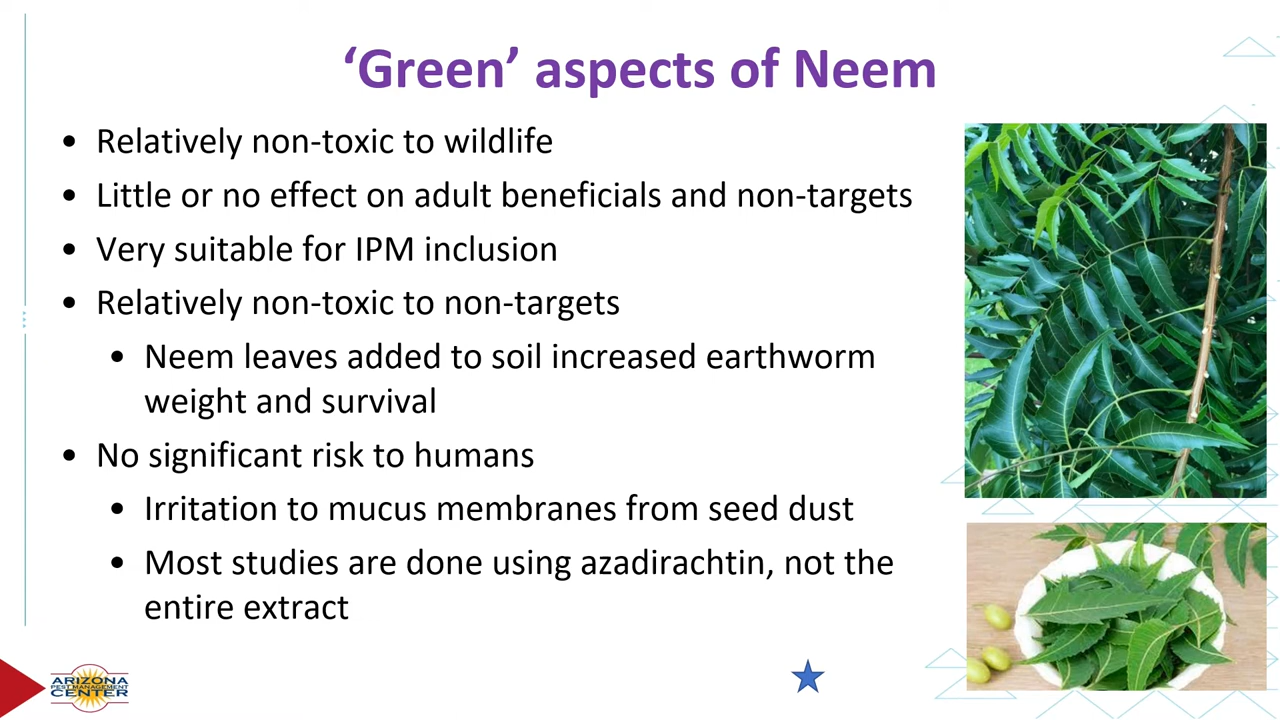 ‘Green’ aspects of Neem
• Relatively non-toxic to wildlife
• Little or no effect on adult beneficials and non-targets
• Very suitable for IPM inclusion
• Relatively non-toxic to non-targets
• Neem leaves added to soil increased earthworm
weight and survival
• No significant risk to humans
• Irritation to mucus membranes from seed dust
• Most studies are done using azadirachtin, not the
entire extract
ARIZONA
PEST MANAGEMENT
CENTER